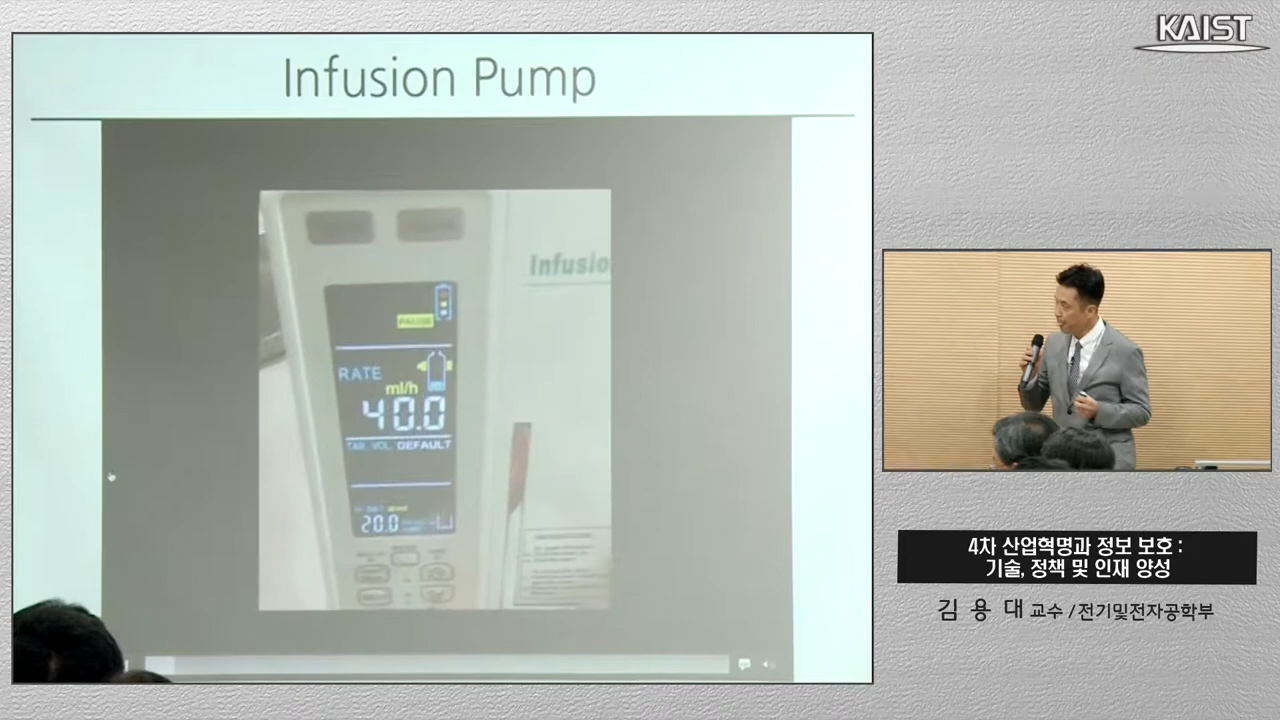 KAIST
Infusion Pump
Infusio
PAUSE
RATE
ml/h
40.0
TAR VOL DEFAULT
20.0
4차 산업혁명과 정보 보호 :
기술, 정책 및 인재 양성
김 용 대 교수 / 전기및전자공학부